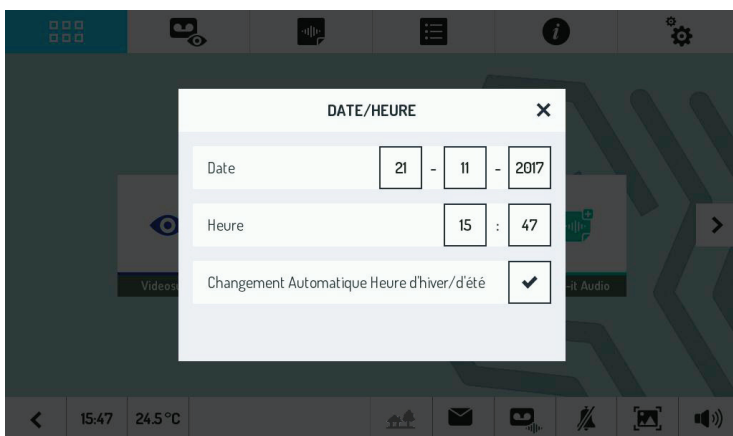 DATE/HEURE
Date 21 - 11 - 2017
Heure 15 : 47
Changement Automatique Heure d'hiver/d'été
Videosu
-it Audio
15:47 24.5 °C